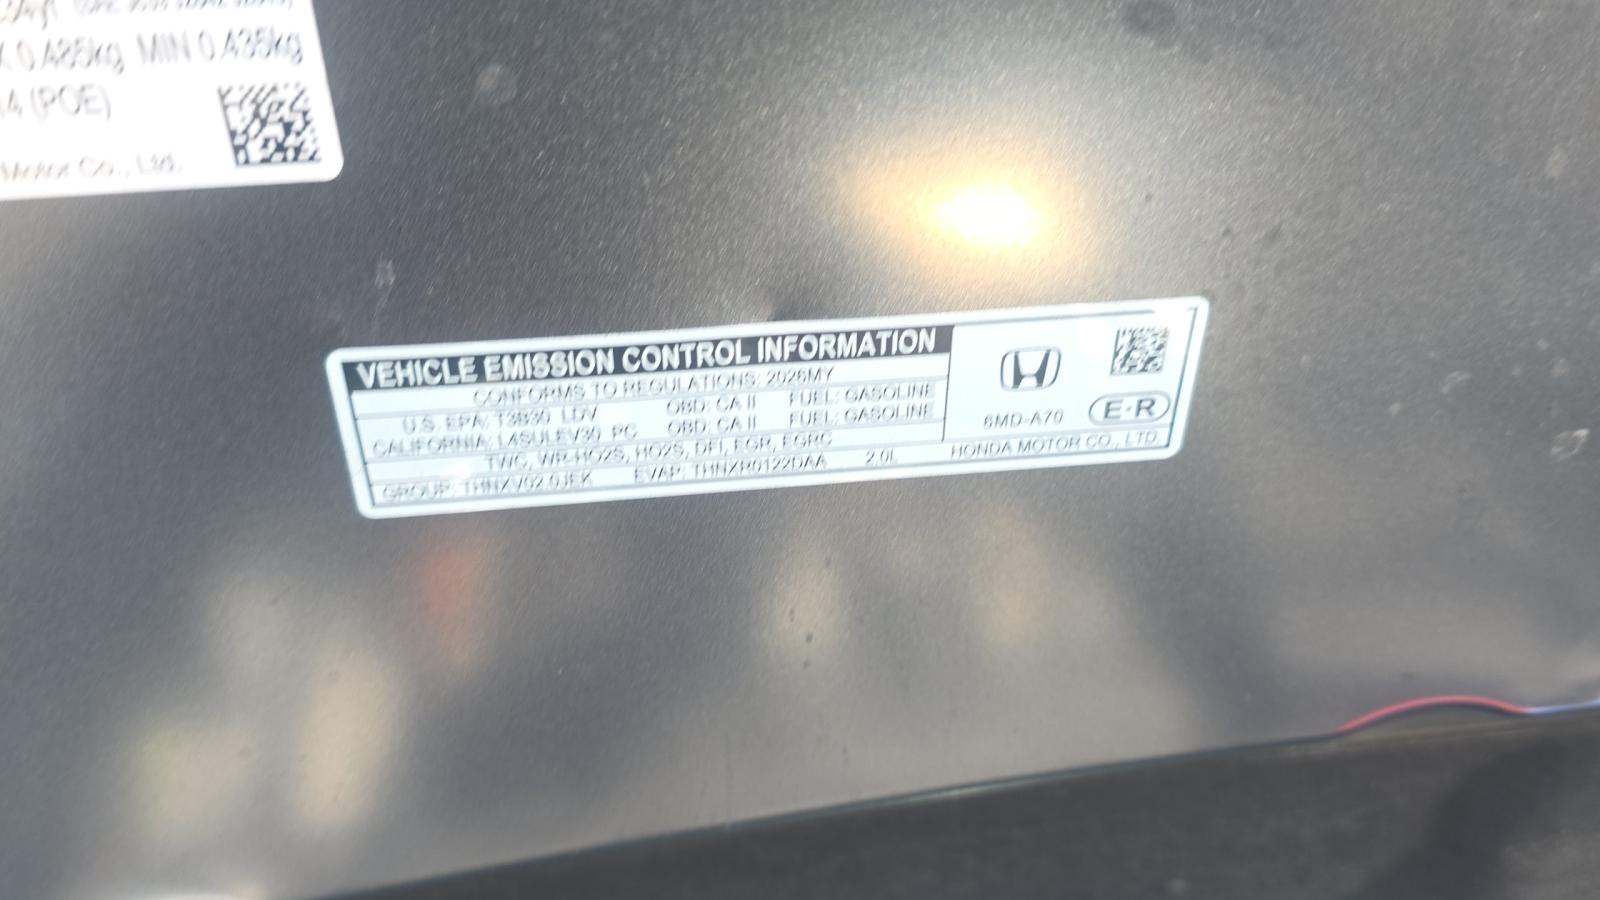 0.485kg MIN 0.435kg
(POE)
Motor Co., Ltd.
VEHICLE EMISSION CONTROL INFORMATION
CONFORMS TO REGULATIONS: 2026MY
U.S. EPA: T3B30 LDV OBD: CA II FUEL: GASOLINE
CALIFORNIA: L4SULEV30 PC OBD: CA II FUEL: GASOLINE
TWC, WR-HO2S, HO2S, DFI, EGR, EGRC
GROUP: THNXV02.0JEK EVAP: THNXR0122DAA 2.0L
6MD-A70
E·R
HONDA MOTOR CO., LTD.